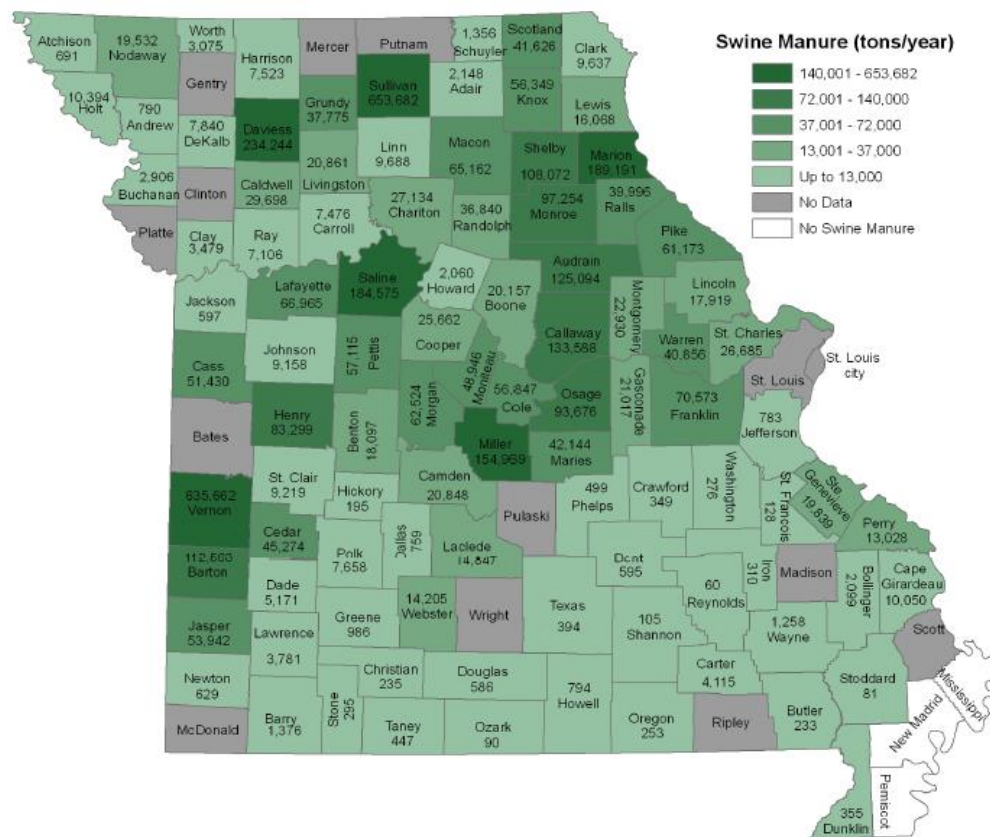 Swine Manure (tons/year)
140,001 - 653,682
72,001 - 140,000
37,001 - 72,000
13,001 - 37,000
Up to 13,000
No Data
No Swine Manure
Atchison
691
19,532
Nodaway
Worth
3,075
Harrison
7,523
Mercer
Putnam
1,356
Schuyler
Scotland
41,626
Clark
9,637
10,394
Holt
790
Andrew
Gentry
7,840
DeKalb
Daviess
234,244
Grundy
37,775
Sullivan
653,682
2,148
Adair
56,349
Knox
Lewis
16,068
2,906
Buchanan
Clinton
Caldwell
29,698
20,861
Livingston
Linn
9,688
Macon
65,162
Shelby
108,072
Marion
189,191
Platte
Clay
3,479
Ray
7,106
7,476
Carroll
27,134
Chariton
36,840
Randolph
97,254
Monroe
39,996
Ralls
Pike
61,173
Jackson
597
Lafayette
66,965
Saline
184,575
2,060
Howard
20,157
Boone
Audrain
125,094
Montgomery
22,930
Lincoln
17,919
Cass
51,430
Johnson
9,158
57,115
Pettis
25,662
Cooper
48,946
Moniteau
Callaway
133,588
Warren
40,856
St. Charles
26,685
St. Louis
St. Louis
city
Bates
Henry
83,299
Benton
18,097
62,524
Morgan
56,847
Cole
Osage
93,676
Gasconade
21,017
70,573
Franklin
783
Jefferson
Miller
154,969
42,144
Maries
635,662
Vernon
St. Clair
9,219
Hickory
195
Camden
20,848
Pulaski
499
Phelps
Crawford
349
Washington
276
St. Francois
128
Ste.
Genevieve
19,839
Perry
13,028
Barton
Cedar
45,274
Polk
7,658
Dallas
759
Laclede
14,847
Dent
595
Iron
310
Madison
Bollinger
2,099
Cape
Girardeau
10,050
Jasper
53,942
Dade
5,171
Greene
986
14,205
Webster
Wright
Texas
394
60
Reynolds
105
Shannon
1,258
Wayne
Scott
Mississippi
Newton
629
Lawrence
3,781
Christian
235
Douglas
586
794
Howell
Carter
4,115
Stoddard
81
New Madrid
McDonald
Barry
1,376
Stone
295
Taney
447
Ozark
90
Oregon
253
Ripley
Butler
233
Pemiscot
355
Dunklin